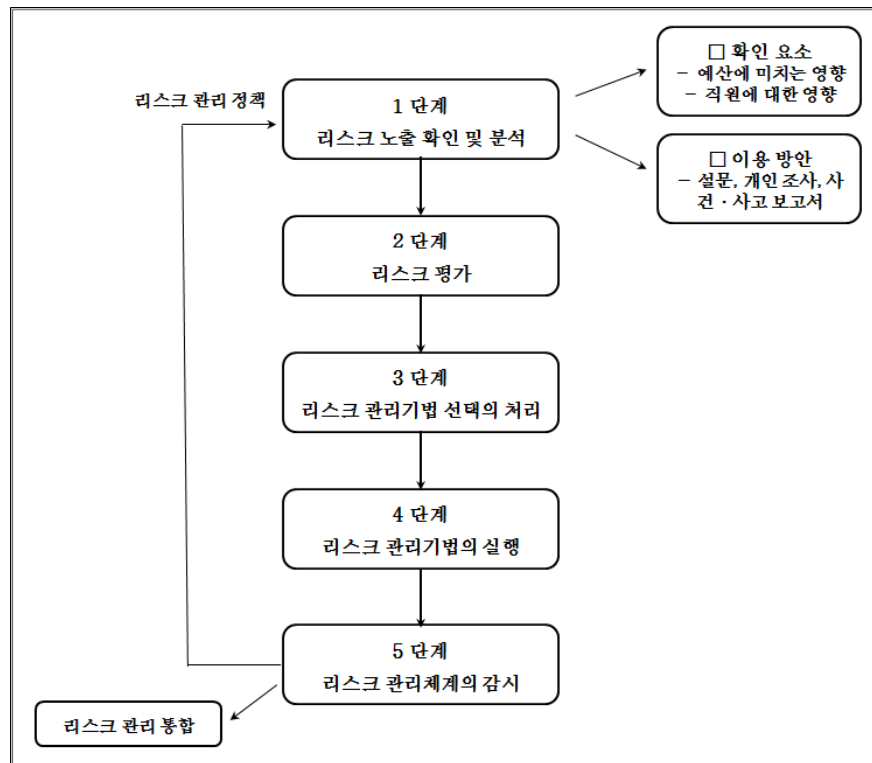 리스크 관리 정책
1 단계
리스크 노출 확인 및 분석
□ 확인 요소
– 예산에 미치는 영향
– 직원에 대한 영향
□ 이용 방안
– 설문, 개인 조사, 사
건 · 사고 보고서
2 단계
리스크 평가
3 단계
리스크 관리기법 선택의 처리
4 단계
리스크 관리기법의 실행
5 단계
리스크 관리체계의 감시
리스크 관리 통합